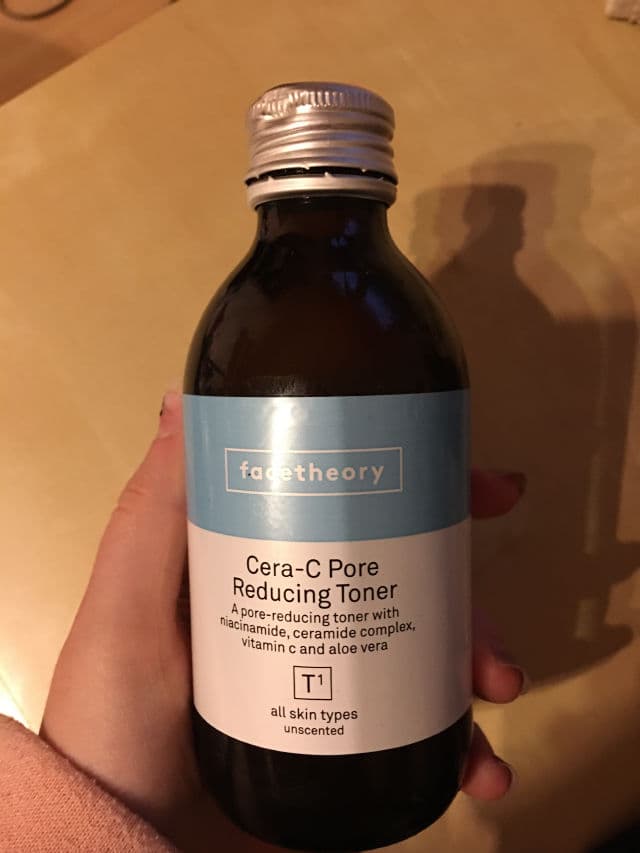 facetheory
Cera-C Pore
Reducing Toner
A pore-reducing toner with
niacinamide, ceramide complex,
vitamin c and aloe vera
T¹
all skin types
unscented